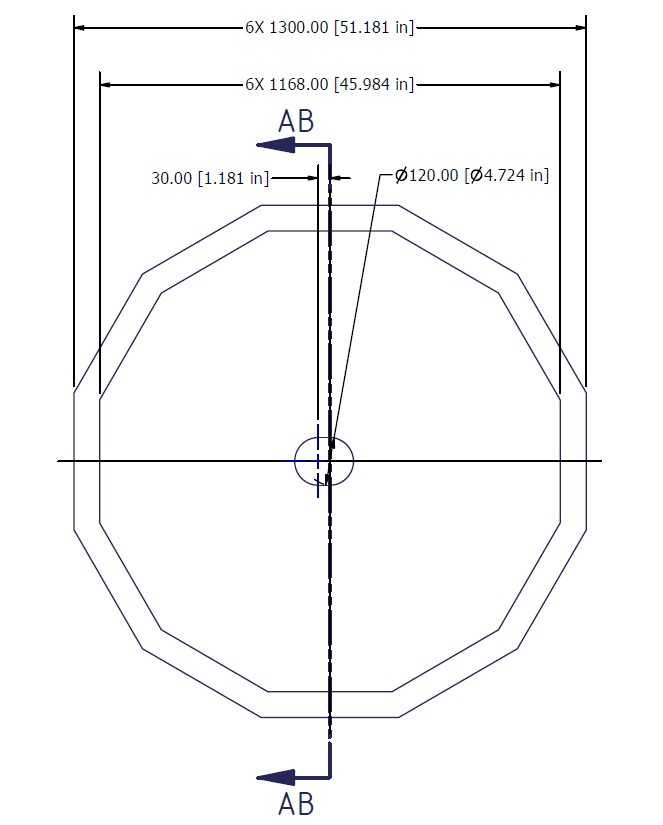 6X 1300.00 [51.181 in]
6X 1168.00 [45.984 in]
AB
30.00 [1.181 in]
Ø120.00 [Ø4.724 in]
AB